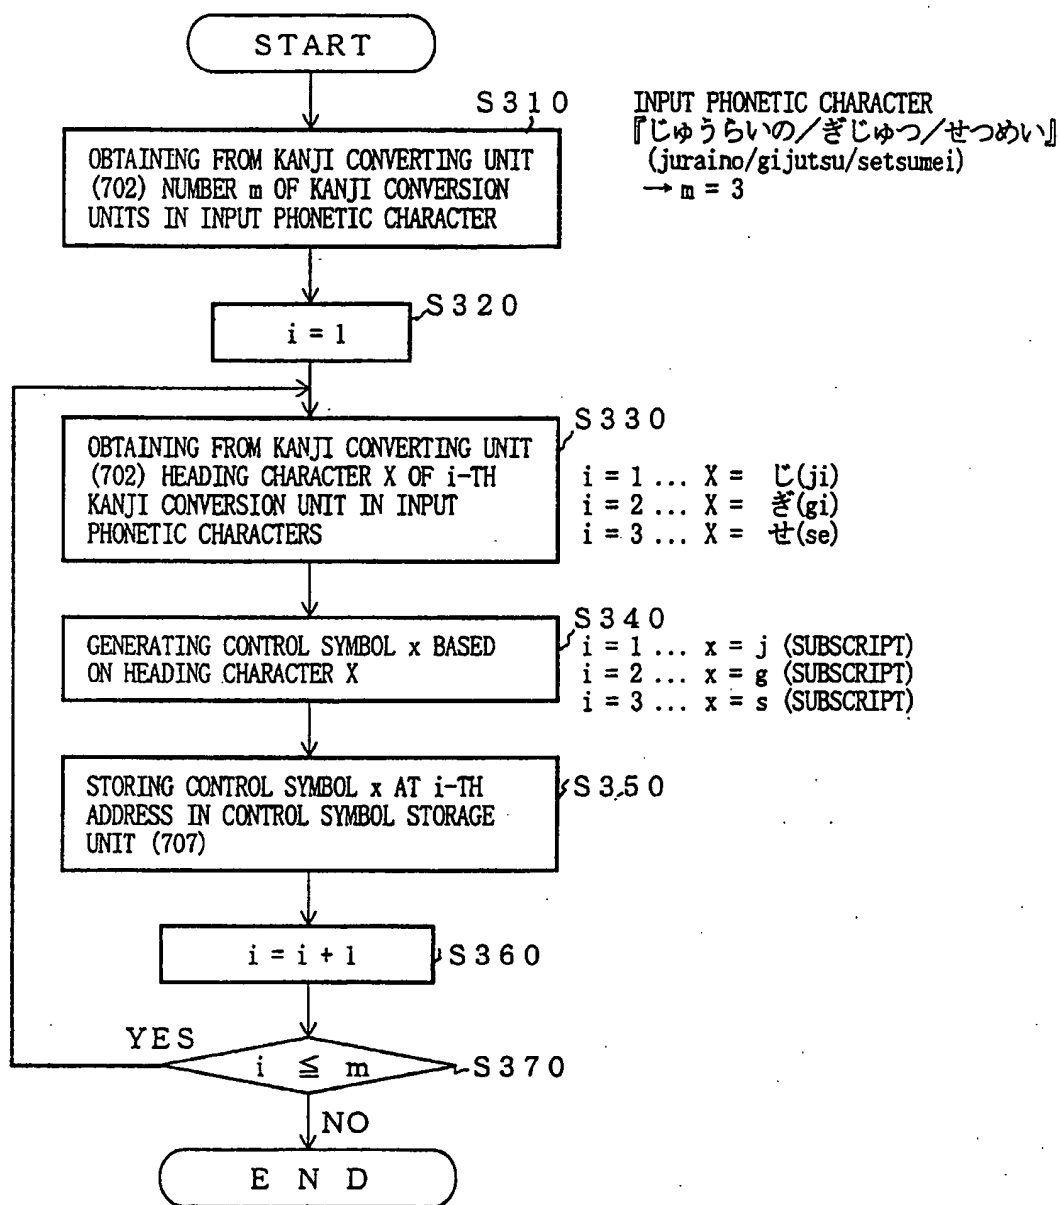 START
S310
INPUT PHONETIC CHARACTER
『じゅうらいの/ぎじゅつ/せつめい』
(juraino/gijutsu/setsumei)
→ m = 3
OBTAINING FROM KANJI CONVERTING UNIT
(702) NUMBER m OF KANJI CONVERSION
UNITS IN INPUT PHONETIC CHARACTER
S320
i = 1
S330
OBTAINING FROM KANJI CONVERTING UNIT
(702) HEADING CHARACTER X OF i-TH
KANJI CONVERSION UNIT IN INPUT
PHONETIC CHARACTERS
i = 1 ... X = じ(ji)
i = 2 ... X = ぎ(gi)
i = 3 ... X = せ(se)
S340
GENERATING CONTROL SYMBOL x BASED
ON HEADING CHARACTER X
i = 1 ... x = j (SUBSCRIPT)
i = 2 ... x = g (SUBSCRIPT)
i = 3 ... x = s (SUBSCRIPT)
STORING CONTROL SYMBOL x AT i-TH
ADDRESS IN CONTROL SYMBOL STORAGE
UNIT (707)
S350
i = i + 1
S360
YES
i ≦ m
S370
NO
END